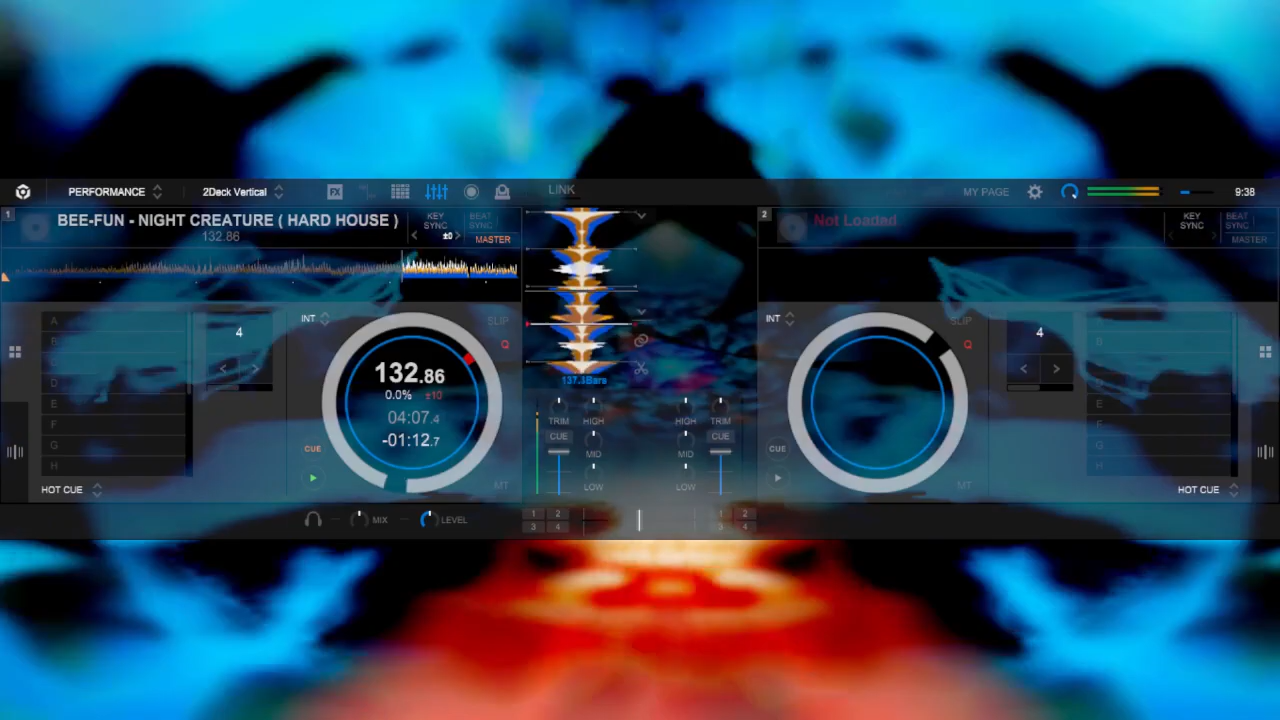 PERFORMANCE 2Deck Vertical FX LINK MY PAGE 9:38
1 BEE-FUN - NIGHT CREATURE ( HARD HOUSE ) KEY SYNC BEAT SYNC
132.86 ±0 MASTER
2 Not Loaded KEY SYNC BEAT SYNC
MASTER
A
B
C
D
E
F
G
H
HOT CUE
4
INT
SLIP
Q
132.86
0.0% ±10
04:07.4
-01:12.7
CUE
MT
137.3Bars
TRIM HIGH HIGH TRIM
CUE CUE
MID MID
LOW LOW
INT
SLIP
Q
CUE
MT
4
B
D
E
F
G
H
HOT CUE
MIX LEVEL
1 2 1 2
3 4 3 4